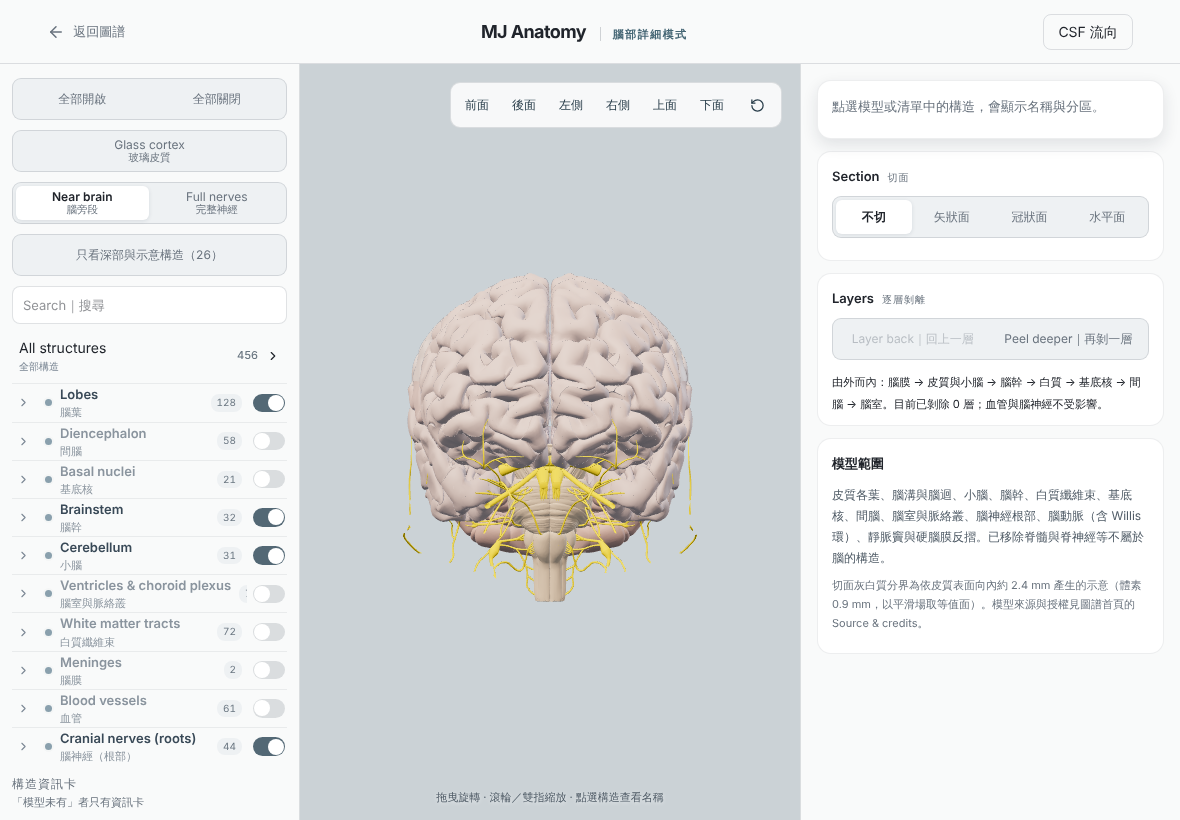 返回圖譜
MJ Anatomy
腦部詳細模式
CSF 流向
全部開啟
全部關閉
Glass cortex
玻璃皮質
Near brain
腦旁段
Full nerves
完整神經
只看深部與示意構造（26）
Search｜搜尋
All structures
全部構造
456
Lobes
腦葉
128
Diencephalon
間腦
58
Basal nuclei
基底核
21
Brainstem
腦幹
32
Cerebellum
小腦
31
Ventricles & choroid plexus
腦室與脈絡叢
White matter tracts
白質纖維束
72
Meninges
腦膜
2
Blood vessels
血管
61
Cranial nerves (roots)
腦神經（根部）
44
構造資訊卡
「模型未有」者只有資訊卡
前面
後面
左側
右側
上面
下面
拖曳旋轉 · 滾輪／雙指縮放 · 點選構造查看名稱
點選模型或清單中的構造，會顯示名稱與分區。
Section 切面
不切
矢狀面
冠狀面
水平面
Layers 逐層剝離
Layer back｜回上一層
Peel deeper｜再剝一層
由外而內：腦膜 → 皮質與小腦 → 腦幹 → 白質 → 基底核 → 間
腦 → 腦室。目前已剝除 0 層；血管與腦神經不受影響。
模型範圍
皮質各葉、腦溝與腦迴、小腦、腦幹、白質纖維束、基底
核、間腦、腦室與脈絡叢、腦神經根部、腦動脈（含 Willis
環）、靜脈竇與硬腦膜反摺。已移除脊髓與脊神經等不屬於
腦的構造。
切面灰白質分界為依皮質表面向內約 2.4 mm 產生的示意（體素
0.9 mm，以平滑場取等值面）。模型來源與授權見圖譜首頁的
Source & credits。